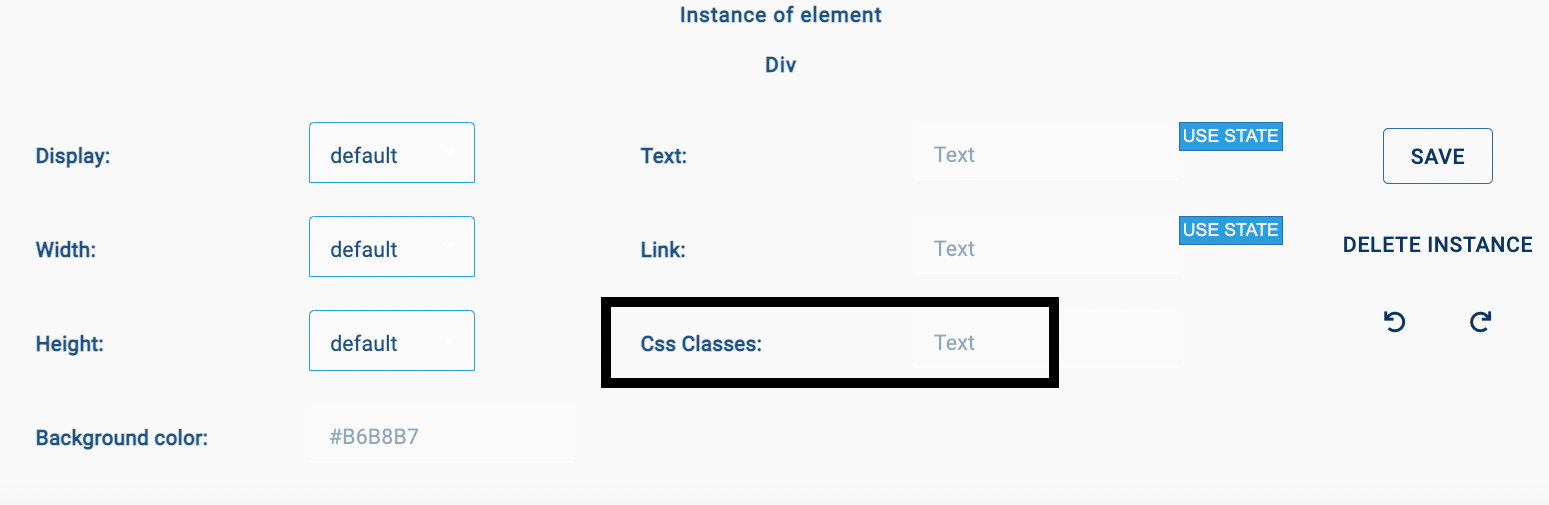 Instance of element
Div
Display:
default
Text:
Text
USE STATE
SAVE
Width:
default
Link:
Text
USE STATE
DELETE INSTANCE
Height:
default
Css Classes:
Text
Background color:
#B6B8B7